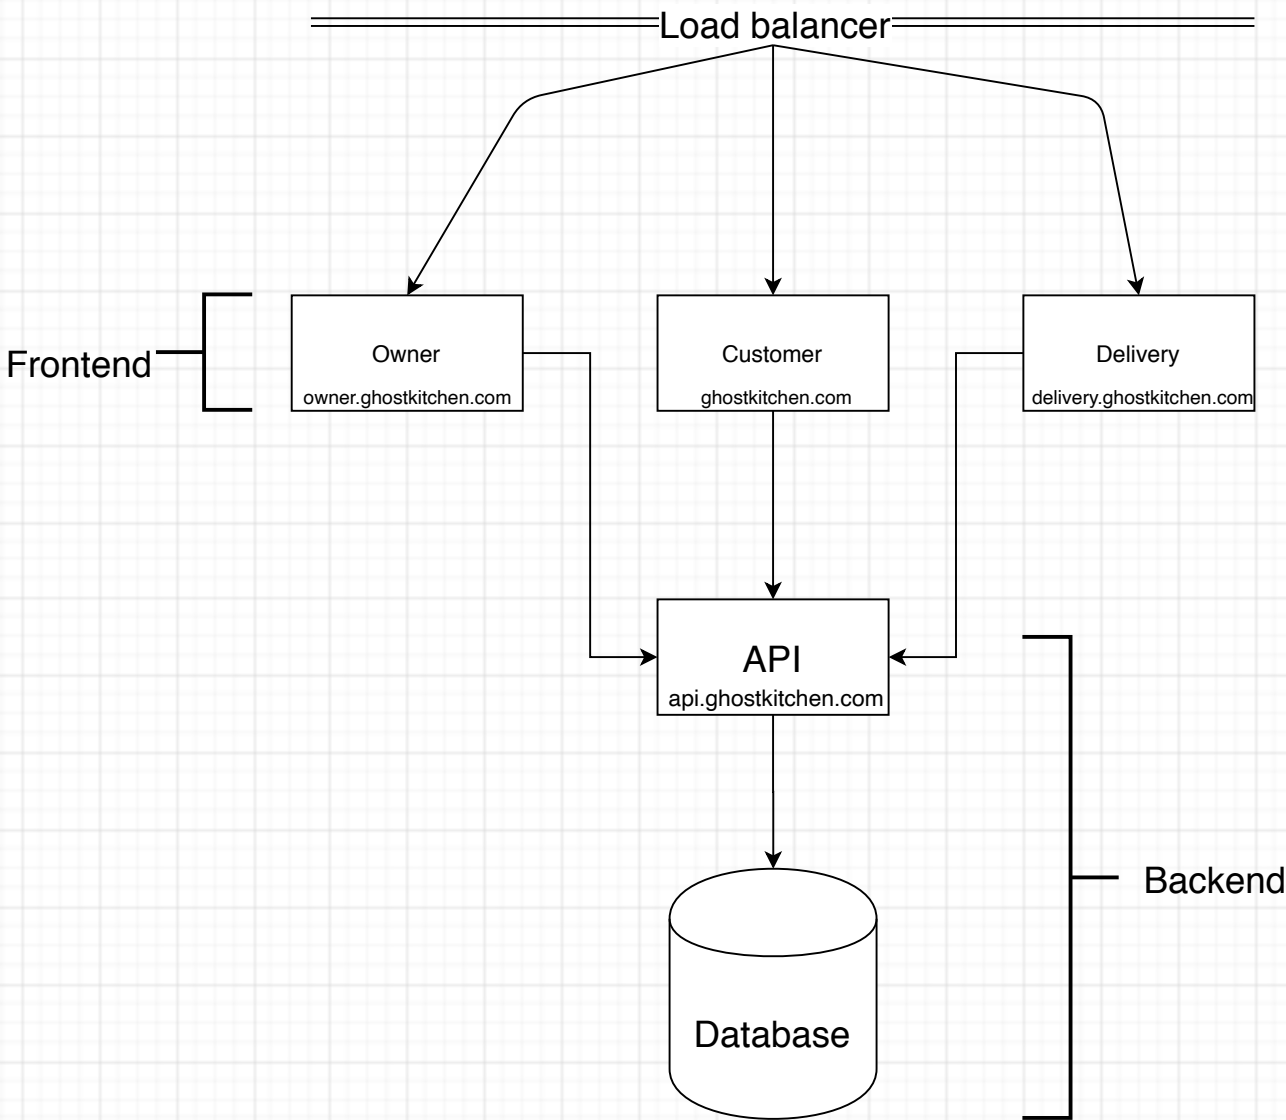 Load balancer
Frontend
Owner
owner.ghostkitchen.com
Customer
ghostkitchen.com
Delivery
delivery.ghostkitchen.com
API
api.ghostkitchen.com
Backend
Database